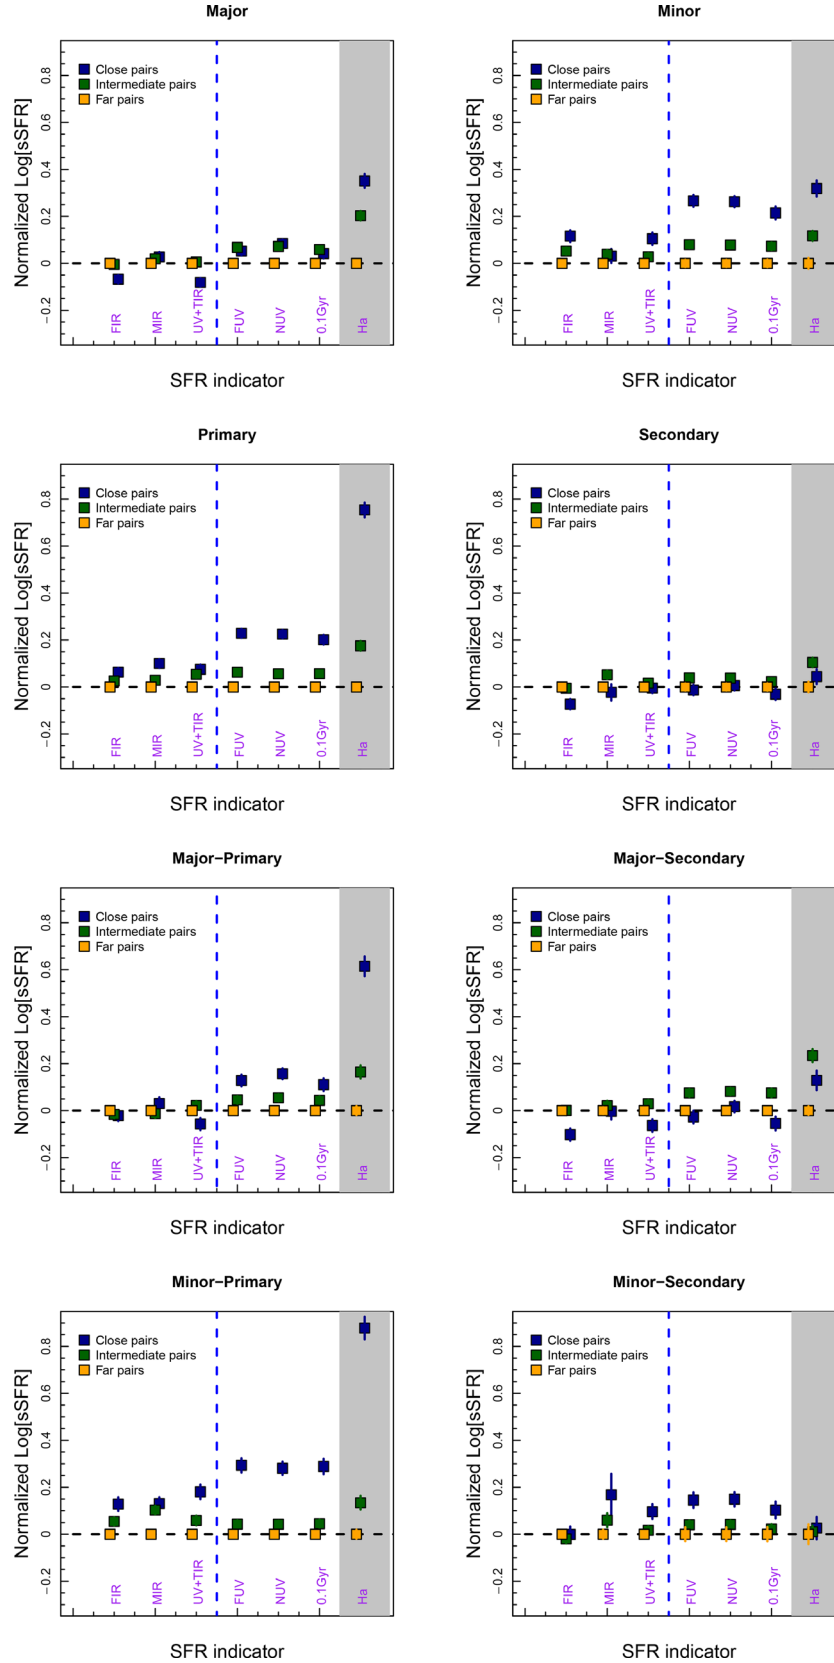 Major
Normalized Log[sSFR]
−0.2 0 0.2 0.4 0.6 0.8
Close pairs
Intermediate pairs
Far pairs
FIR MIR UV+TIR FUV NUV 0.1Gyr Ha
SFR indicator
Minor
Normalized Log[sSFR]
−0.2 0 0.2 0.4 0.6 0.8
Close pairs
Intermediate pairs
Far pairs
FIR MIR UV+TIR FUV NUV 0.1Gyr Ha
SFR indicator
Primary
Normalized Log[sSFR]
−0.2 0 0.2 0.4 0.6 0.8
Close pairs
Intermediate pairs
Far pairs
FIR MIR UV+TIR FUV NUV 0.1Gyr Ha
SFR indicator
Secondary
Normalized Log[sSFR]
−0.2 0 0.2 0.4 0.6 0.8
Close pairs
Intermediate pairs
Far pairs
FIR MIR UV+TIR FUV NUV 0.1Gyr Ha
SFR indicator
Major−Primary
Normalized Log[sSFR]
−0.2 0 0.2 0.4 0.6 0.8
Close pairs
Intermediate pairs
Far pairs
FIR MIR UV+TIR FUV NUV 0.1Gyr Ha
SFR indicator
Major−Secondary
Normalized Log[sSFR]
−0.2 0 0.2 0.4 0.6 0.8
Close pairs
Intermediate pairs
Far pairs
FIR MIR UV+TIR FUV NUV 0.1Gyr Ha
SFR indicator
Minor−Primary
Normalized Log[sSFR]
−0.2 0 0.2 0.4 0.6 0.8
Close pairs
Intermediate pairs
Far pairs
FIR MIR UV+TIR FUV NUV 0.1Gyr Ha
SFR indicator
Minor−Secondary
Normalized Log[sSFR]
−0.2 0 0.2 0.4 0.6 0.8
Close pairs
Intermediate pairs
Far pairs
FIR MIR UV+TIR FUV NUV 0.1Gyr Ha
SFR indicator